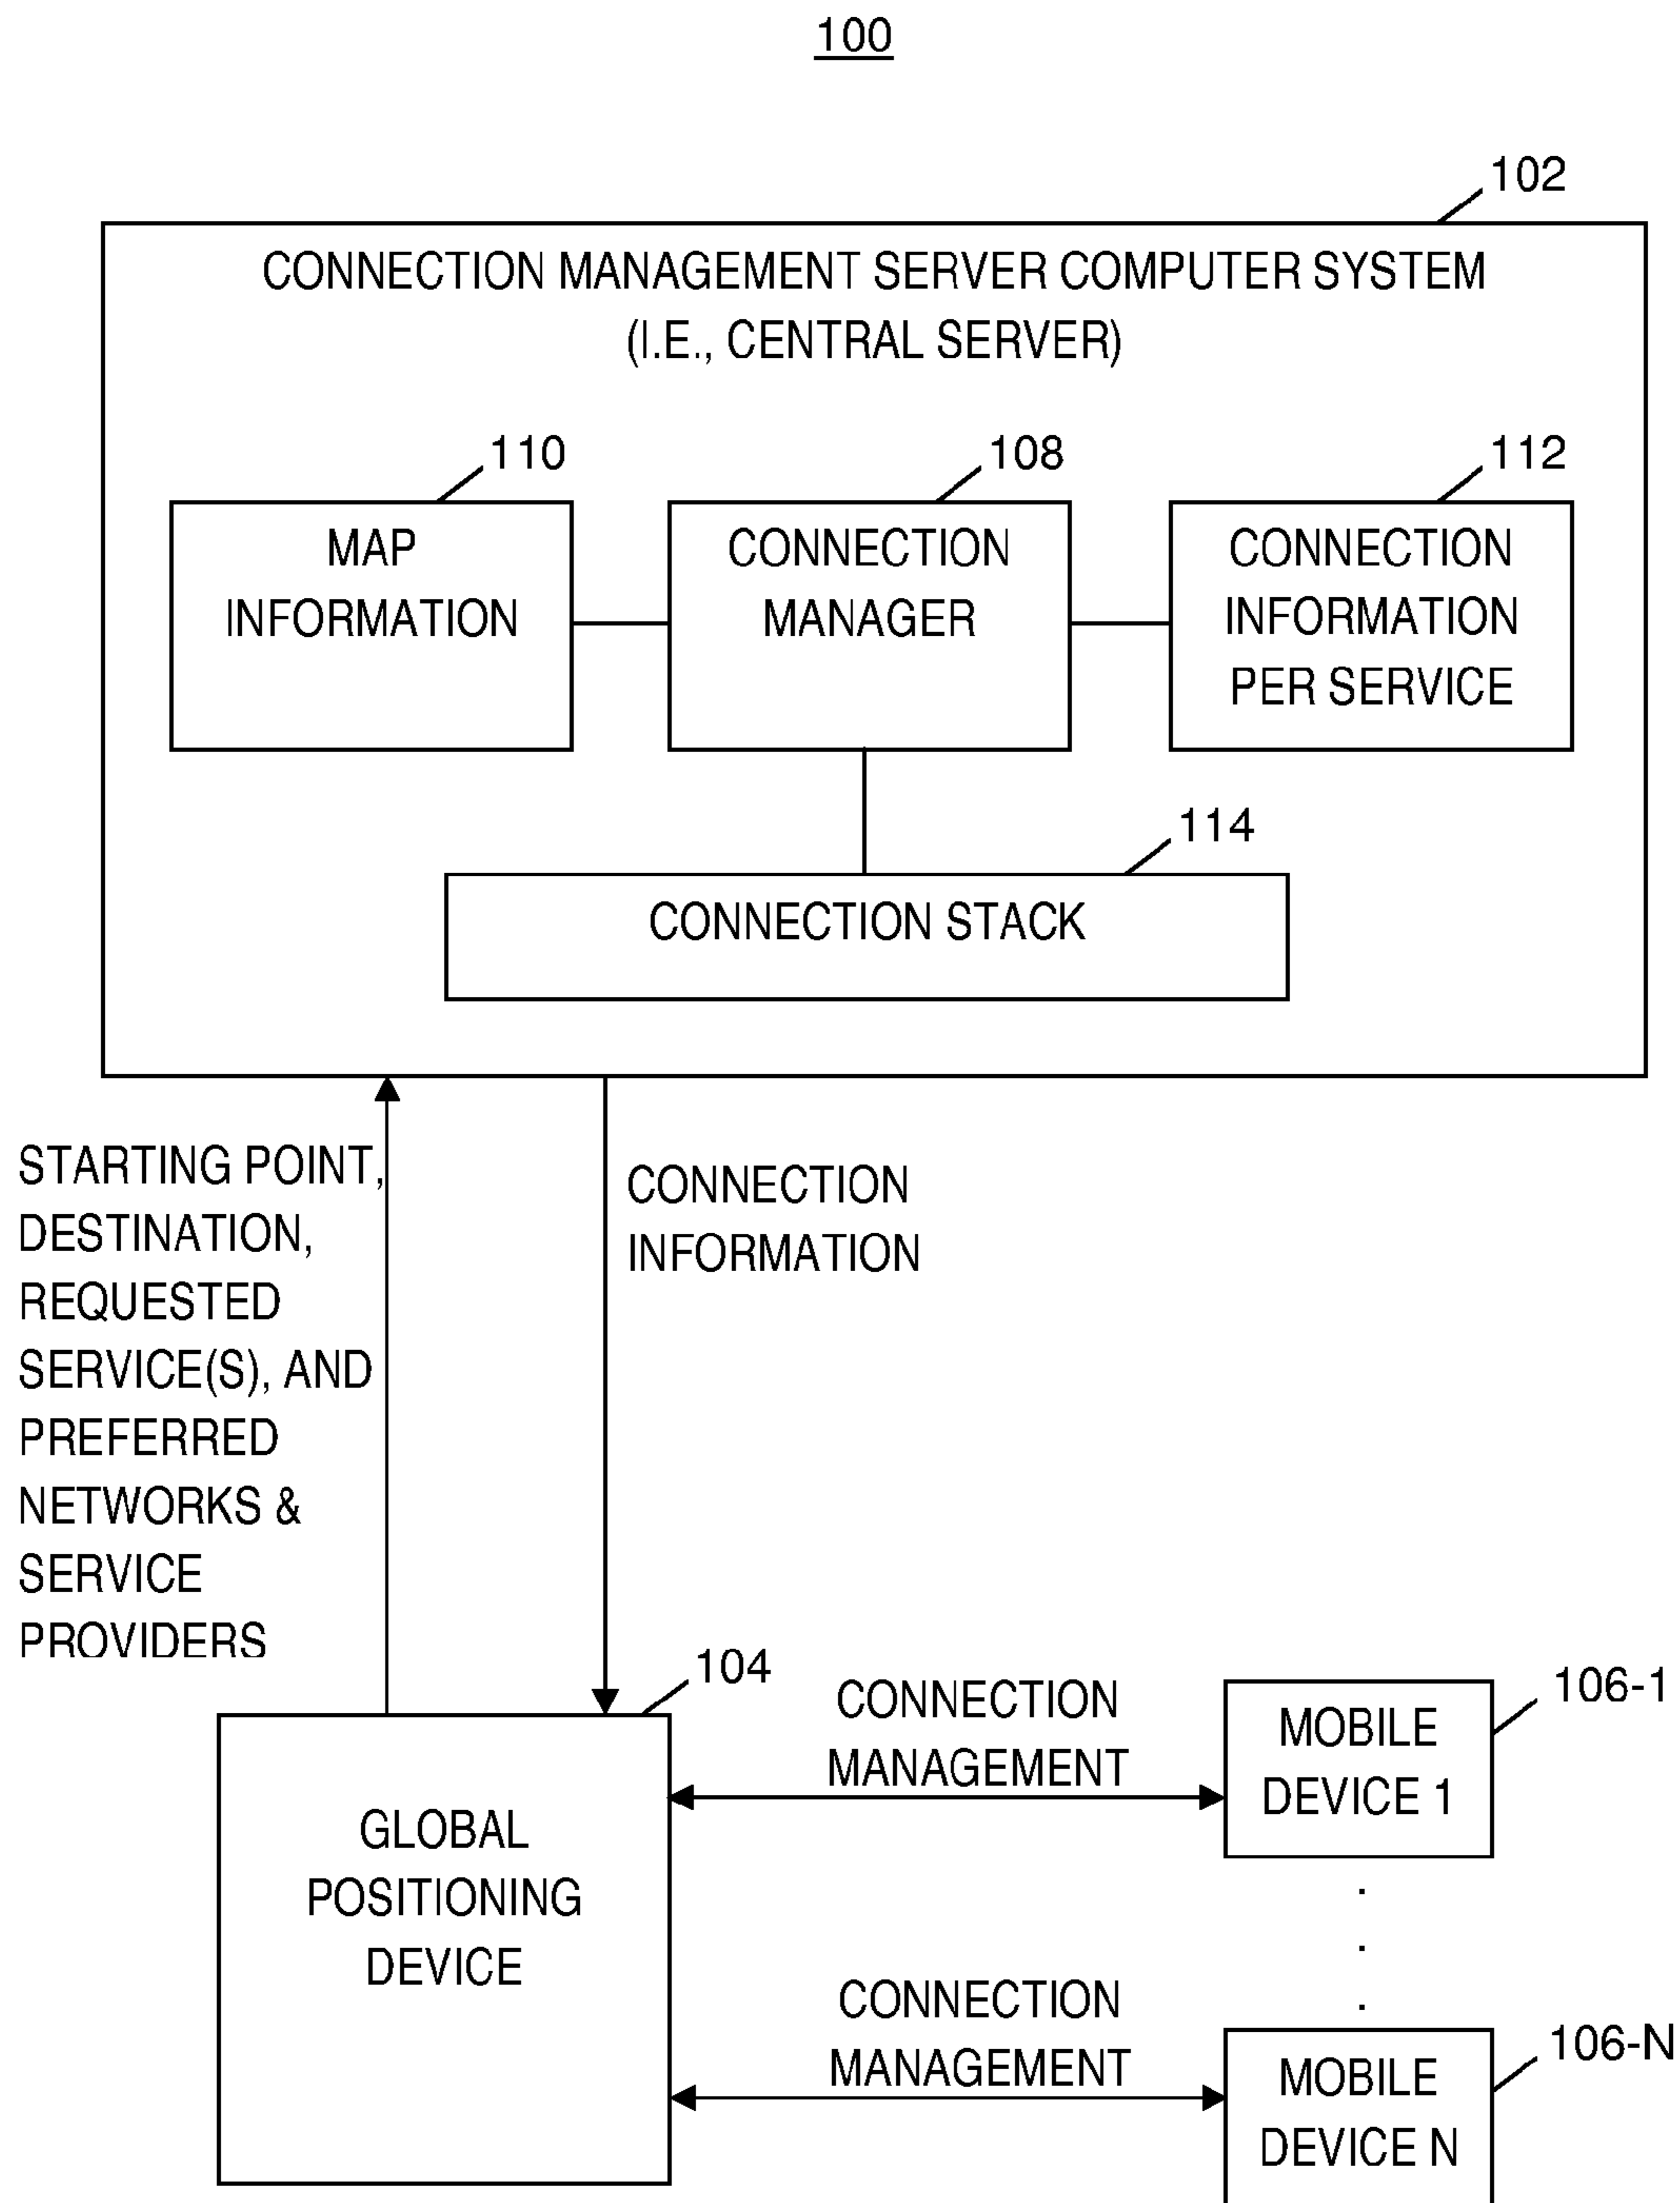 100
102
CONNECTION MANAGEMENT SERVER COMPUTER SYSTEM
(I.E., CENTRAL SERVER)
110
108
112
MAP
INFORMATION
CONNECTION
MANAGER
CONNECTION
INFORMATION
PER SERVICE
114
CONNECTION STACK
STARTING POINT,
DESTINATION,
REQUESTED
SERVICE(S), AND
PREFERRED
NETWORKS &
SERVICE
PROVIDERS
CONNECTION
INFORMATION
104
GLOBAL
POSITIONING
DEVICE
CONNECTION
MANAGEMENT
106-1
MOBILE
DEVICE 1
.
.
.
CONNECTION
MANAGEMENT
106-N
MOBILE
DEVICE N